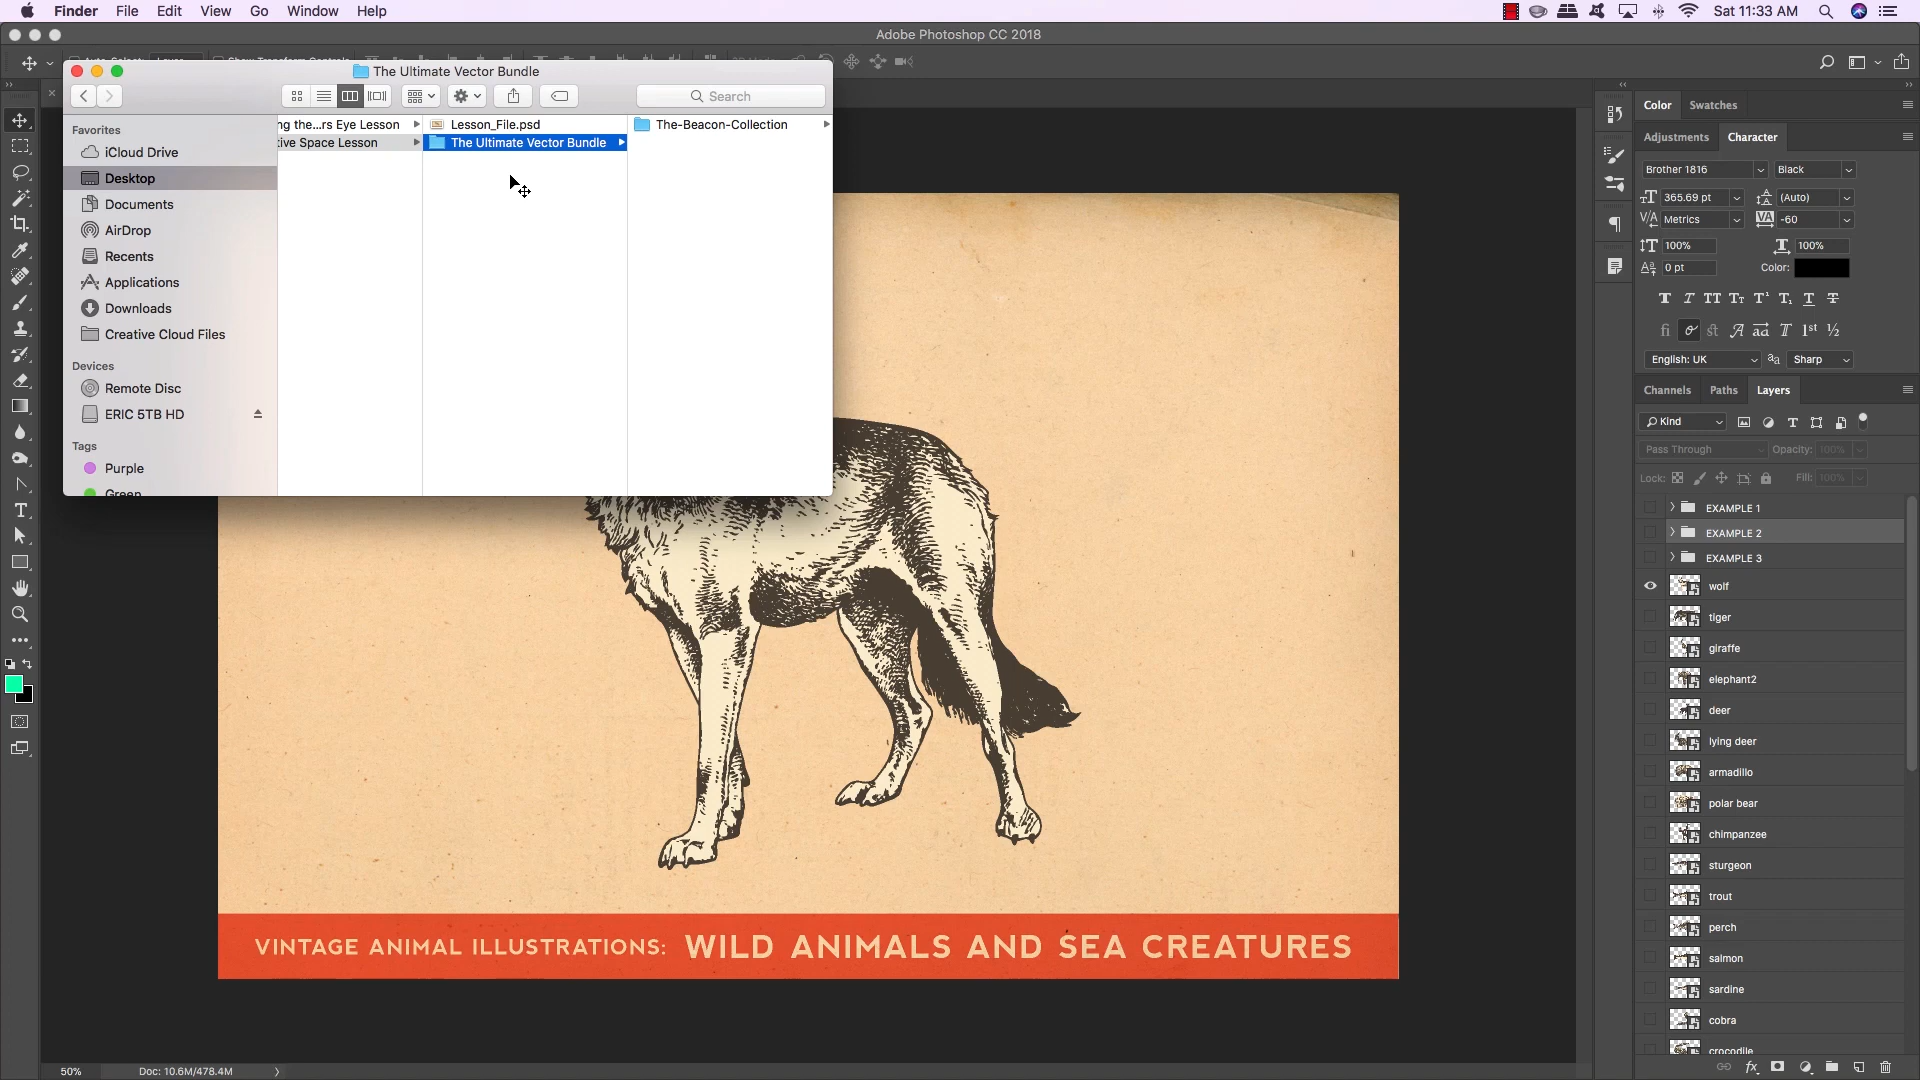 Finder File Edit View Go Window Help
Sat 11:33 AM
Adobe Photoshop CC 2018
The Ultimate Vector Bundle
Search
Favorites
iCloud Drive
Desktop
Documents
AirDrop
Recents
Applications
Downloads
Creative Cloud Files
Devices
Remote Disc
ERIC 5TB HD
Tags
Purple
Green
ng the...rs Eye Lesson
tive Space Lesson
Lesson_File.psd
The Ultimate Vector Bundle
The-Beacon-Collection
VINTAGE ANIMAL ILLUSTRATIONS: WILD ANIMALS AND SEA CREATURES
50% Doc: 10.6M/478.4M
Color Swatches
Adjustments Character
Brother 1816 Black
365.69 pt (Auto)
Metrics -60
100% 100%
0 pt Color:
English: UK Sharp
Channels Paths Layers
Kind
Pass Through Opacity: 100%
Lock: Fill: 100%
EXAMPLE 1
EXAMPLE 2
EXAMPLE 3
wolf
tiger
giraffe
elephant2
deer
lying deer
armadillo
polar bear
chimpanzee
sturgeon
trout
perch
salmon
sardine
cobra
crocodile